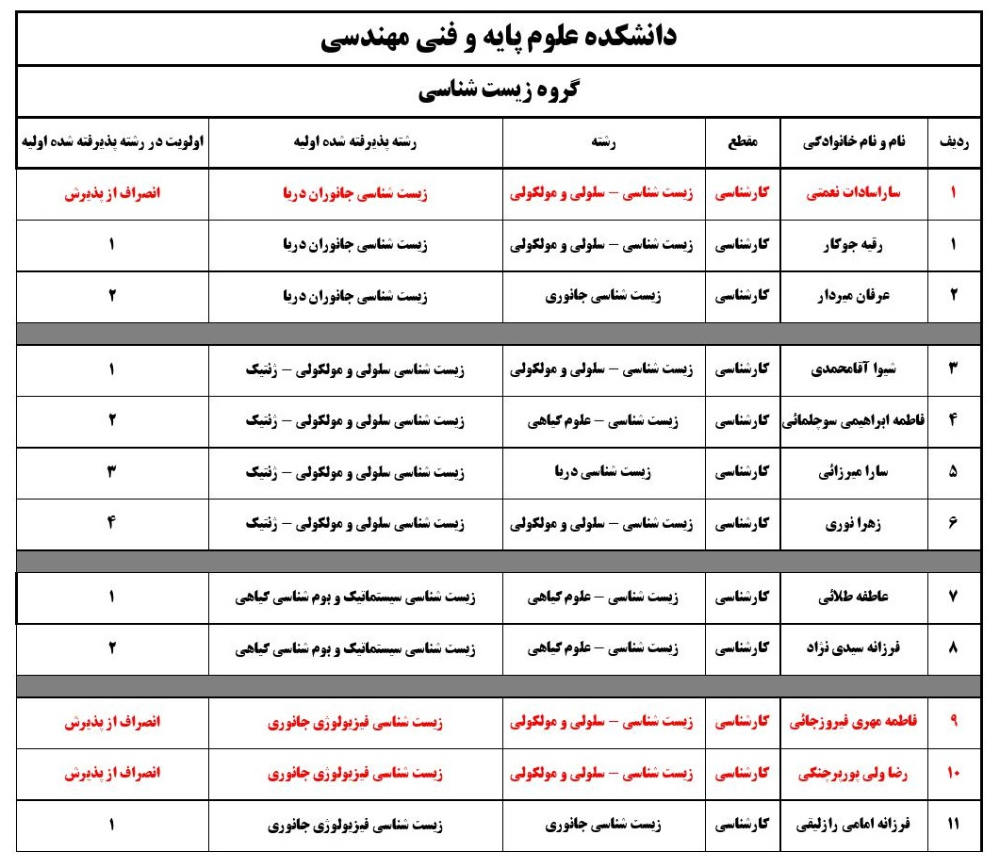 دانشکده علوم پایه و فنی مهندسی
گروه زیست شناسی
ردیف نام و نام خانوادگی مقطع رشته رشته پذیرفته شده اولیه اولویت در رشته پذیرفته شده اولیه
۱ ساراسادات نعمتی کارشناسی زیست شناسی – سلولی و مولکولی زیست شناسی جانوران دریا انصراف از پذیرش
۱ رقیه جوکار کارشناسی زیست شناسی – سلولی و مولکولی زیست شناسی جانوران دریا ۱
۲ عرفان میردار کارشناسی زیست شناسی جانوری زیست شناسی جانوران دریا ۲
۳ شیوا آقامحمدی کارشناسی زیست شناسی – سلولی و مولکولی زیست شناسی سلولی و مولکولی – ژنتیک ۱
۴ فاطمه ابراهیمی سوچلمائی کارشناسی زیست شناسی – علوم گیاهی زیست شناسی سلولی و مولکولی – ژنتیک ۲
۵ سارا میرزائی کارشناسی زیست شناسی دریا زیست شناسی سلولی و مولکولی – ژنتیک ۳
۶ زهرا نوری کارشناسی زیست شناسی – سلولی و مولکولی زیست شناسی سلولی و مولکولی – ژنتیک ۴
۷ عاطفه طلائی کارشناسی زیست شناسی – علوم گیاهی زیست شناسی سیستماتیک و بوم شناسی گیاهی ۱
۸ فرزانه سیدی نژاد کارشناسی زیست شناسی – علوم گیاهی زیست شناسی سیستماتیک و بوم شناسی گیاهی ۲
۹ فاطمه مهری فیروزجائی کارشناسی زیست شناسی – سلولی و مولکولی زیست شناسی فیزیولوژی جانوری انصراف از پذیرش
۱۰ رضا ولی پورپرچنکی کارشناسی زیست شناسی – سلولی و مولکولی زیست شناسی فیزیولوژی جانوری انصراف از پذیرش
۱۱ فرزانه امامی رازلیقی کارشناسی زیست شناسی جانوری زیست شناسی فیزیولوژی جانوری ۱